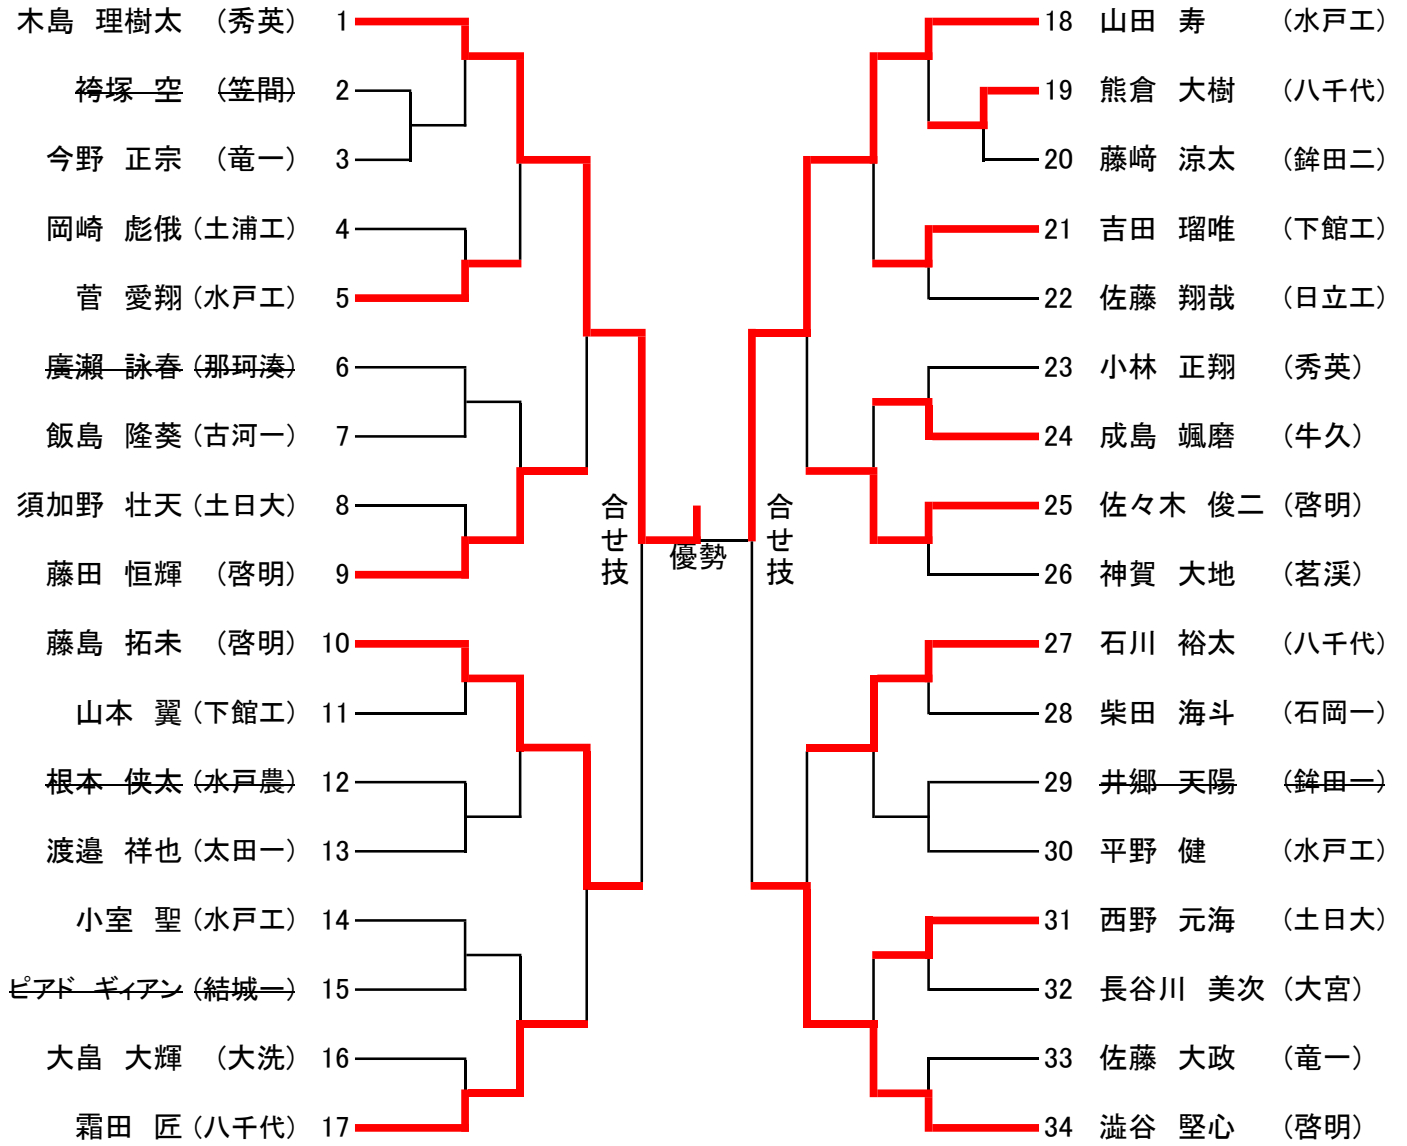 木島 理樹太 （秀英） 1
袴塚 空 （笠間） 2
今野 正宗 （竜一） 3
岡崎 彪俄（土浦工） 4
菅 愛翔（水戸工） 5
廣瀨 詠春（那珂湊） 6
飯島 隆葵（古河一） 7
須加野 壮天（土日大） 8
藤田 恒輝 （啓明） 9
藤島 拓未 （啓明） 10
山本 翼（下館工） 11
根本 侠太（水戸農） 12
渡邉 祥也（太田一） 13
小室 聖（水戸工） 14
ピアド ギィアン（結城一） 15
大畠 大輝 （大洗） 16
霜田 匠（八千代） 17
合せ技
優勢
合せ技
18 山田 寿 （水戸工）
19 熊倉 大樹 （八千代）
20 藤﨑 涼太 （鉾田二）
21 吉田 瑠唯 （下館工）
22 佐藤 翔哉 （日立工）
23 小林 正翔 （秀英）
24 成島 颯磨 （牛久）
25 佐々木 俊二（啓明）
26 神賀 大地 （茗渓）
27 石川 裕太 （八千代）
28 柴田 海斗 （石岡一）
29 井郷 天陽 （鉾田一）
30 平野 健 （水戸工）
31 西野 元海 （土日大）
32 長谷川 美次（大宮）
33 佐藤 大政 （竜一）
34 澁谷 堅心 （啓明）